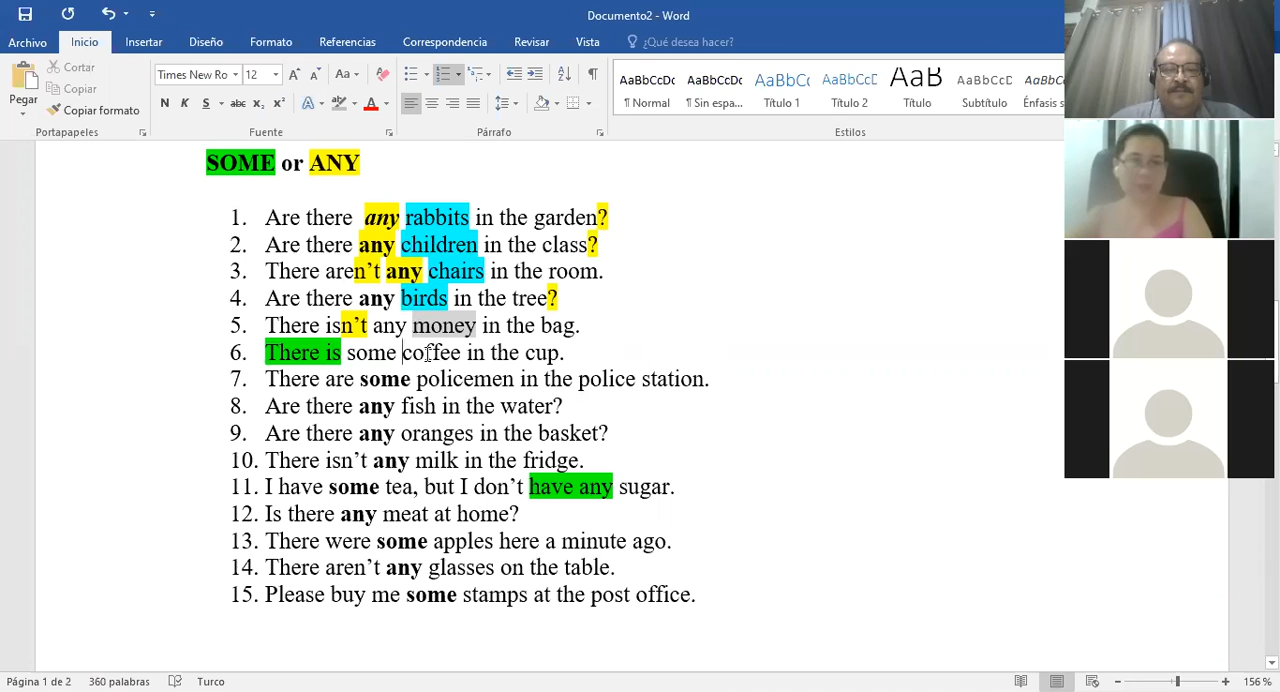 Documento2 - Word
Archivo Inicio Insertar Diseño Formato Referencias Correspondencia Revisar Vista ¿Qué desea hacer?
Pegar
Cortar
Copiar
Copiar formato
Times New Ro 12 Aa
N K S abc x₂ x² A A
AaBbCcDc AaBbCcDc AaBbCc AaBbCcC AaB AaBbCcC AaBbCcDc
¶ Normal ¶ Sin espa... Título 1 Título 2 Título Subtítulo Énfasis s
Portapapeles Fuente Párrafo Estilos
SOME or ANY
1. Are there any rabbits in the garden?
2. Are there any children in the class?
3. There aren't any chairs in the room.
4. Are there any birds in the tree?
5. There isn't any money in the bag.
6. There is some coffee in the cup.
7. There are some policemen in the police station.
8. Are there any fish in the water?
9. Are there any oranges in the basket?
10. There isn't any milk in the fridge.
11. I have some tea, but I don't have any sugar.
12. Is there any meat at home?
13. There were some apples here a minute ago.
14. There aren't any glasses on the table.
15. Please buy me some stamps at the post office.
Página 1 de 2 360 palabras Turco 156 %